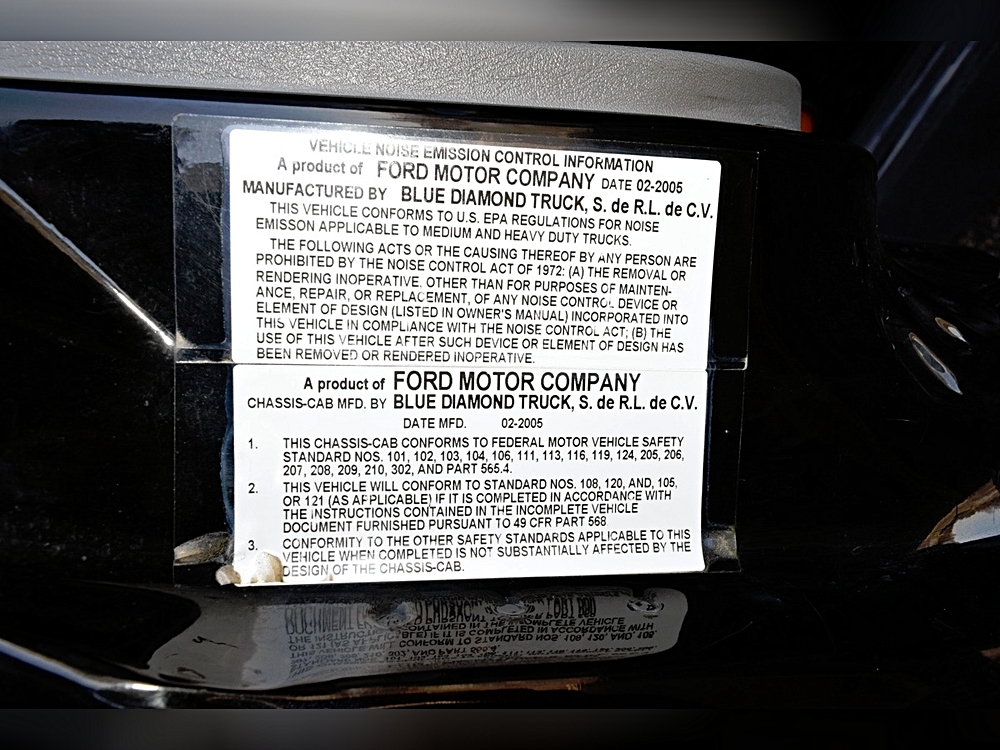 VEHICLE NOISE EMISSION CONTROL INFORMATION
A product of FORD MOTOR COMPANY DATE 02-2005
MANUFACTURED BY BLUE DIAMOND TRUCK, S. de R.L. de C.V.
THIS VEHICLE CONFORMS TO U.S. EPA REGULATIONS FOR NOISE
EMISSON APPLICABLE TO MEDIUM AND HEAVY DUTY TRUCKS.
THE FOLLOWING ACTS OR THE CAUSING THEREOF BY ANY PERSON ARE
PROHIBITED BY THE NOISE CONTROL ACT OF 1972: (A) THE REMOVAL OR
RENDERING INOPERATIVE, OTHER THAN FOR PURPOSES OF MAINTEN-
ANCE, REPAIR, OR REPLACEMENT, OF ANY NOISE CONTROL DEVICE OR
ELEMENT OF DESIGN (LISTED IN OWNER'S MANUAL) INCORPORATED INTO
THIS VEHICLE IN COMPLIANCE WITH THE NOISE CONTROL ACT; (B) THE
USE OF THIS VEHICLE AFTER SUCH DEVICE OR ELEMENT OF DESIGN HAS
BEEN REMOVED OR RENDERED INOPERATIVE.
A product of FORD MOTOR COMPANY
CHASSIS-CAB MFD. BY BLUE DIAMOND TRUCK, S. de R.L. de C.V.
DATE MFD. 02-2005
1. THIS CHASSIS-CAB CONFORMS TO FEDERAL MOTOR VEHICLE SAFETY
STANDARD NOS. 101, 102, 103, 104, 106, 111, 113, 116, 119, 124, 205, 206,
207, 208, 209, 210, 302, AND PART 565.4.
2. THIS VEHICLE WILL CONFORM TO STANDARD NOS. 108, 120, AND, 105,
OR 121 (AS APPLICABLE) IF IT IS COMPLETED IN ACCORDANCE WITH
THE INSTRUCTIONS CONTAINED IN THE INCOMPLETE VEHICLE
DOCUMENT FURNISHED PURSUANT TO 49 CFR PART 568
3. CONFORMITY TO THE OTHER SAFETY STANDARDS APPLICABLE TO THIS
VEHICLE WHEN COMPLETED IS NOT SUBSTANTIALLY AFFECTED BY THE
DESIGN OF THE CHASSIS-CAB.